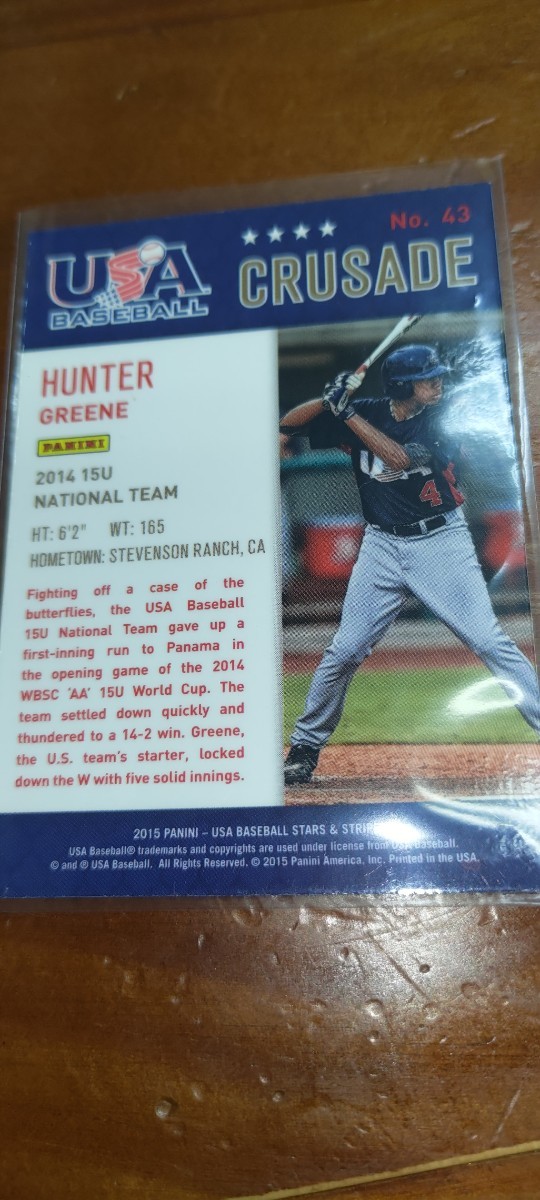 No. 43
USA
BASEBALL
CRUSADE
HUNTER
GREENE
PANINI
2014 15U
NATIONAL TEAM
HT: 6'2" WT: 165
HOMETOWN: STEVENSON RANCH, CA
Fighting off a case of the
butterflies, the USA Baseball
15U National Team gave up a
first-inning run to Panama in
the opening game of the 2014
WBSC 'AA' 15U World Cup. The
team settled down quickly and
thundered to a 14-2 win. Greene,
the U.S. team's starter, locked
down the W with five solid innings.
4
2015 PANINI – USA BASEBALL STARS &
USA Baseball® trademarks and copyrights are used under license from USA Baseball.
© and ® USA Baseball. All Rights Reserved. © 2015 Panini America, Inc. Printed in the USA.